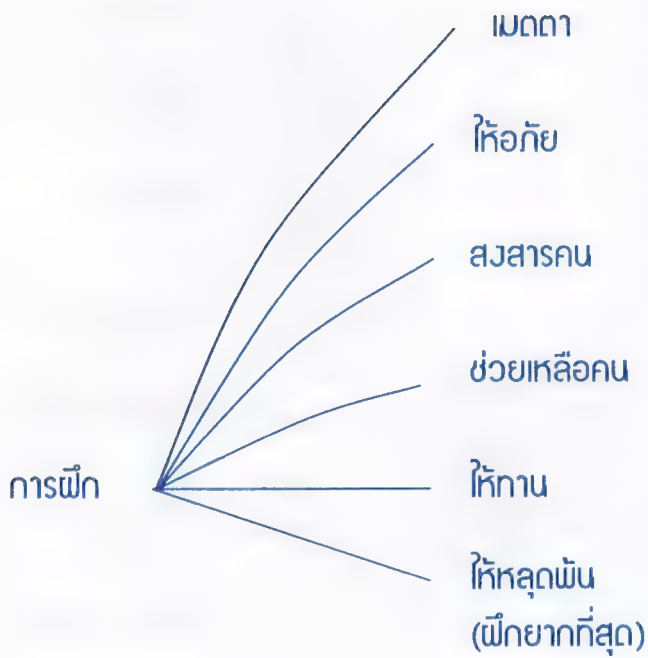 เมตตา
ให้อภัย
สงสารคน
ช่วยเหลือคน
การฝึก
ให้ทาน
ให้หลุดพ้น
(ฝึกยากที่สุด)